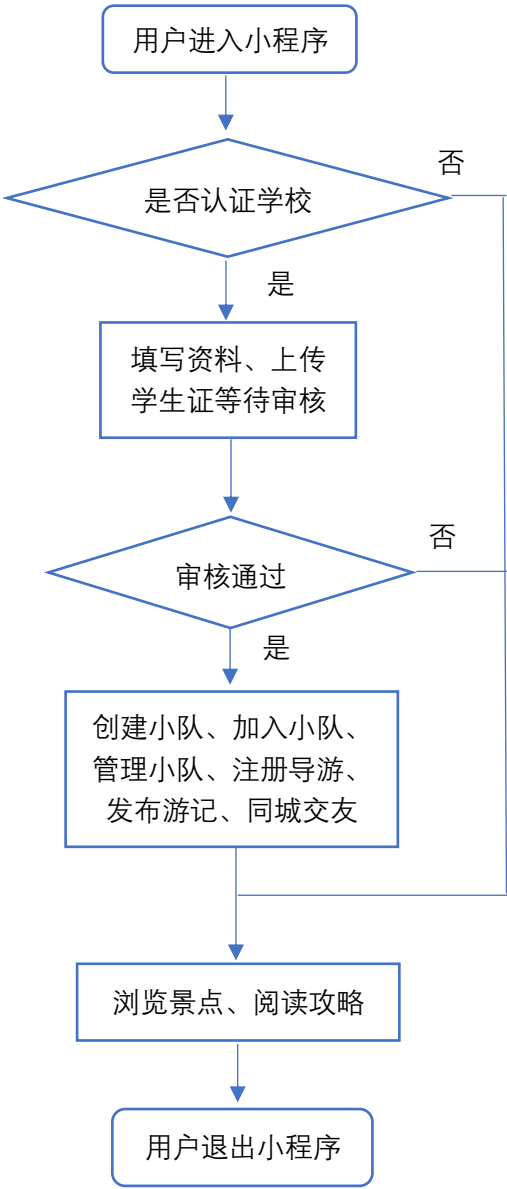 用户进入小程序
否
是否认证学校
是
填写资料、上传
学生证等待审核
否
审核通过
是
创建小队、加入小队、
管理小队、注册导游、
发布游记、同城交友
浏览景点、阅读攻略
用户退出小程序